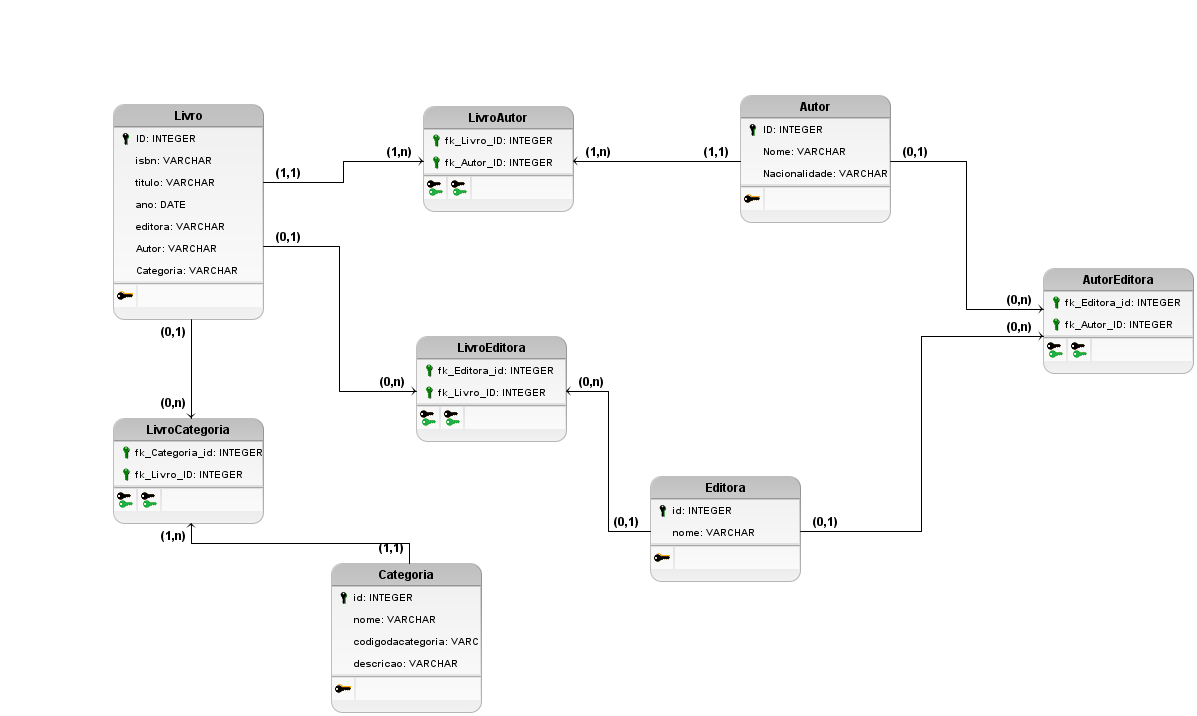 Livro
ID: INTEGER
isbn: VARCHAR
titulo: VARCHAR
ano: DATE
editora: VARCHAR
Autor: VARCHAR
Categoria: VARCHAR
(1,1)
(1,n)
LivroAutor
fk_Livro_ID: INTEGER
fk_Autor_ID: INTEGER
(1,n)
(1,1)
Autor
ID: INTEGER
Nome: VARCHAR
Nacionalidade: VARCHAR
(0,1)
(0,n)
(0,n)
AutorEditora
fk_Editora_id: INTEGER
fk_Autor_ID: INTEGER
(0,1)
(0,n)
LivroEditora
fk_Editora_id: INTEGER
fk_Livro_ID: INTEGER
(0,n)
(0,1)
Editora
id: INTEGER
nome: VARCHAR
(0,1)
(0,1)
(0,n)
LivroCategoria
fk_Categoria_id: INTEGER
fk_Livro_ID: INTEGER
(1,n)
(1,1)
Categoria
id: INTEGER
nome: VARCHAR
codigodacategoria: VARC
descricao: VARCHAR